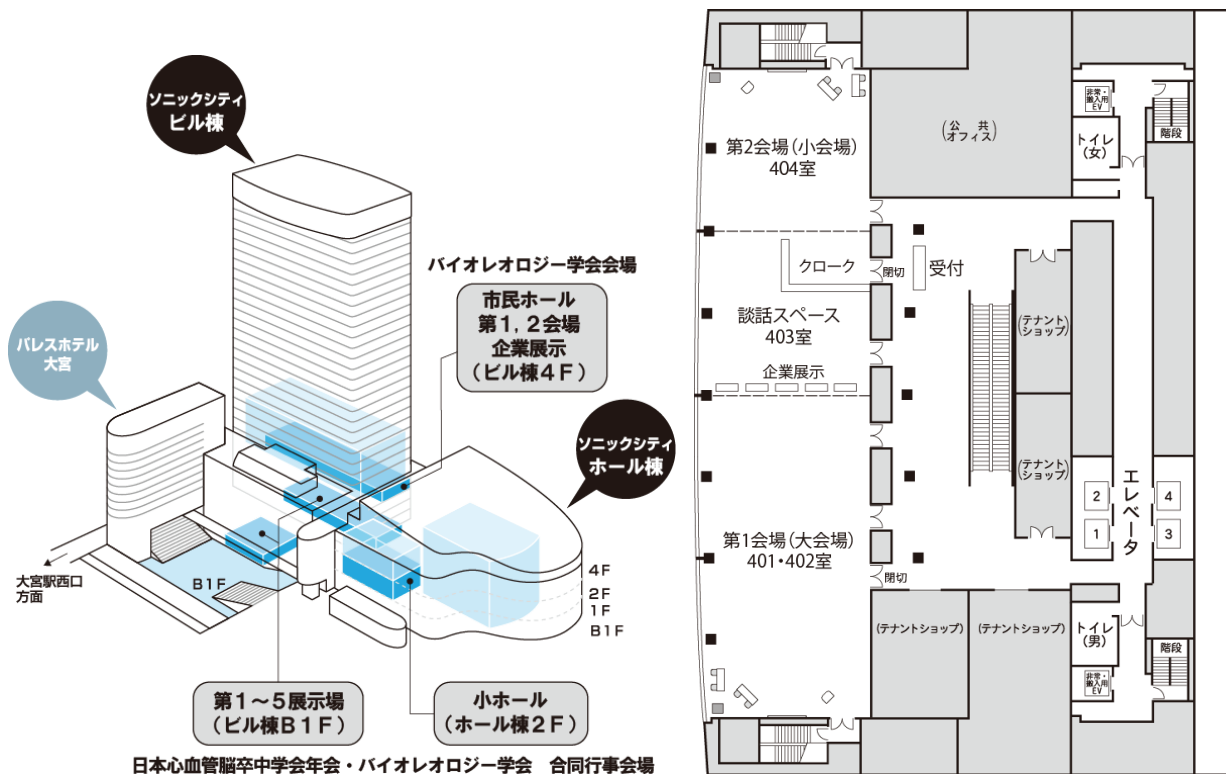 ソニックシティ
ビル棟
バイオレオロジー学会会場
市民ホール
第1,2会場
企業展示
(ビル棟4F)
パレスホテル
大宮
ソニックシティ
ホール棟
大宮駅西口
方面
B1F
4F
2F
1F
B1F
第1〜5展示場
(ビル棟B1F)
小ホール
(ホール棟2F)
日本心血管脳卒中学会年会・バイオレオロジー学会 合同行事会場
第2会場(小会場)
404室
(公 共
オフィス)
非常・
搬入用
EV
階段
トイレ
(女)
クローク
閉切
受付
談話スペース
403室
企業展示
(テナント
ショップ)
(テナント
ショップ)
第1会場(大会場)
401・402室
閉切
2
1
エレベータ
4
3
(テナントショップ)
(テナントショップ)
トイレ
(男)
階段
非常・
搬入用
EV